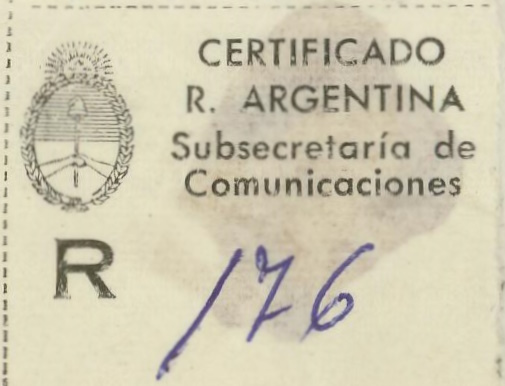 CERTIFICADO
R. ARGENTINA
Subsecretaría de
Comunicaciones
R 176